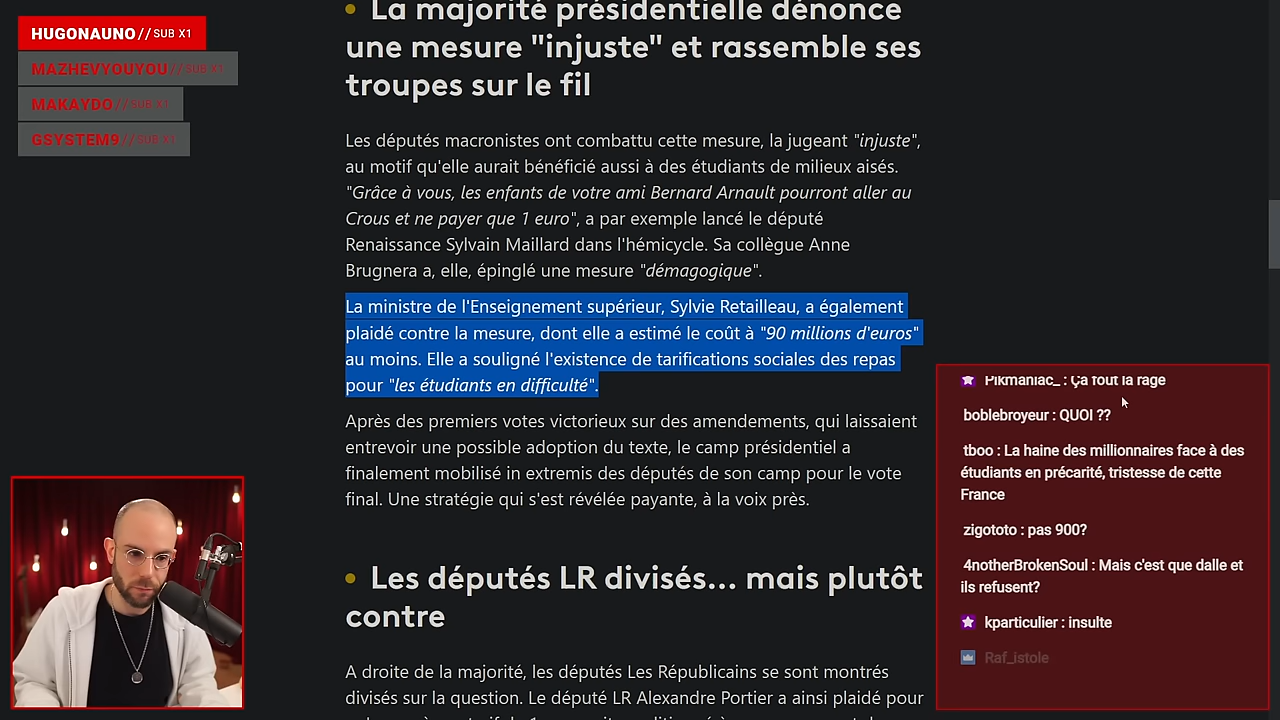 HUGONAUNO // SUB X1
MAZHEVYOUYOU // SUB X1
MAKAYDO // SUB X1
GSYSTEM9 // SUB X1
La majorité présidentielle dénonce
une mesure "injuste" et rassemble ses
troupes sur le fil
Les députés macronistes ont combattu cette mesure, la jugeant "injuste",
au motif qu'elle aurait bénéficié aussi à des étudiants de milieux aisés.
"Grâce à vous, les enfants de votre ami Bernard Arnault pourront aller au
Crous et ne payer que 1 euro", a par exemple lancé le député
Renaissance Sylvain Maillard dans l'hémicycle. Sa collègue Anne
Brugnera a, elle, épinglé une mesure "démagogique".
La ministre de l'Enseignement supérieur, Sylvie Retailleau, a également
plaidé contre la mesure, dont elle a estimé le coût à "90 millions d'euros"
au moins. Elle a souligné l'existence de tarifications sociales des repas
pour "les étudiants en difficulté".
Après des premiers votes victorieux sur des amendements, qui laissaient
entrevoir une possible adoption du texte, le camp présidentiel a
finalement mobilisé in extremis des députés de son camp pour le vote
final. Une stratégie qui s'est révélée payante, à la voix près.
Les députés LR divisés... mais plutôt
contre
A droite de la majorité, les députés Les Républicains se sont montrés
divisés sur la question. Le député LR Alexandre Portier a ainsi plaidé pour
Pikmaniac_ : Ça fout la rage
boblebroyeur : QUOI ??
tboo : La haine des millionnaires face à des
étudiants en précarité, tristesse de cette
France
zigototo : pas 900?
4notherBrokenSoul : Mais c'est que dalle et
ils refusent?
kparticulier : insulte
Raf_istole